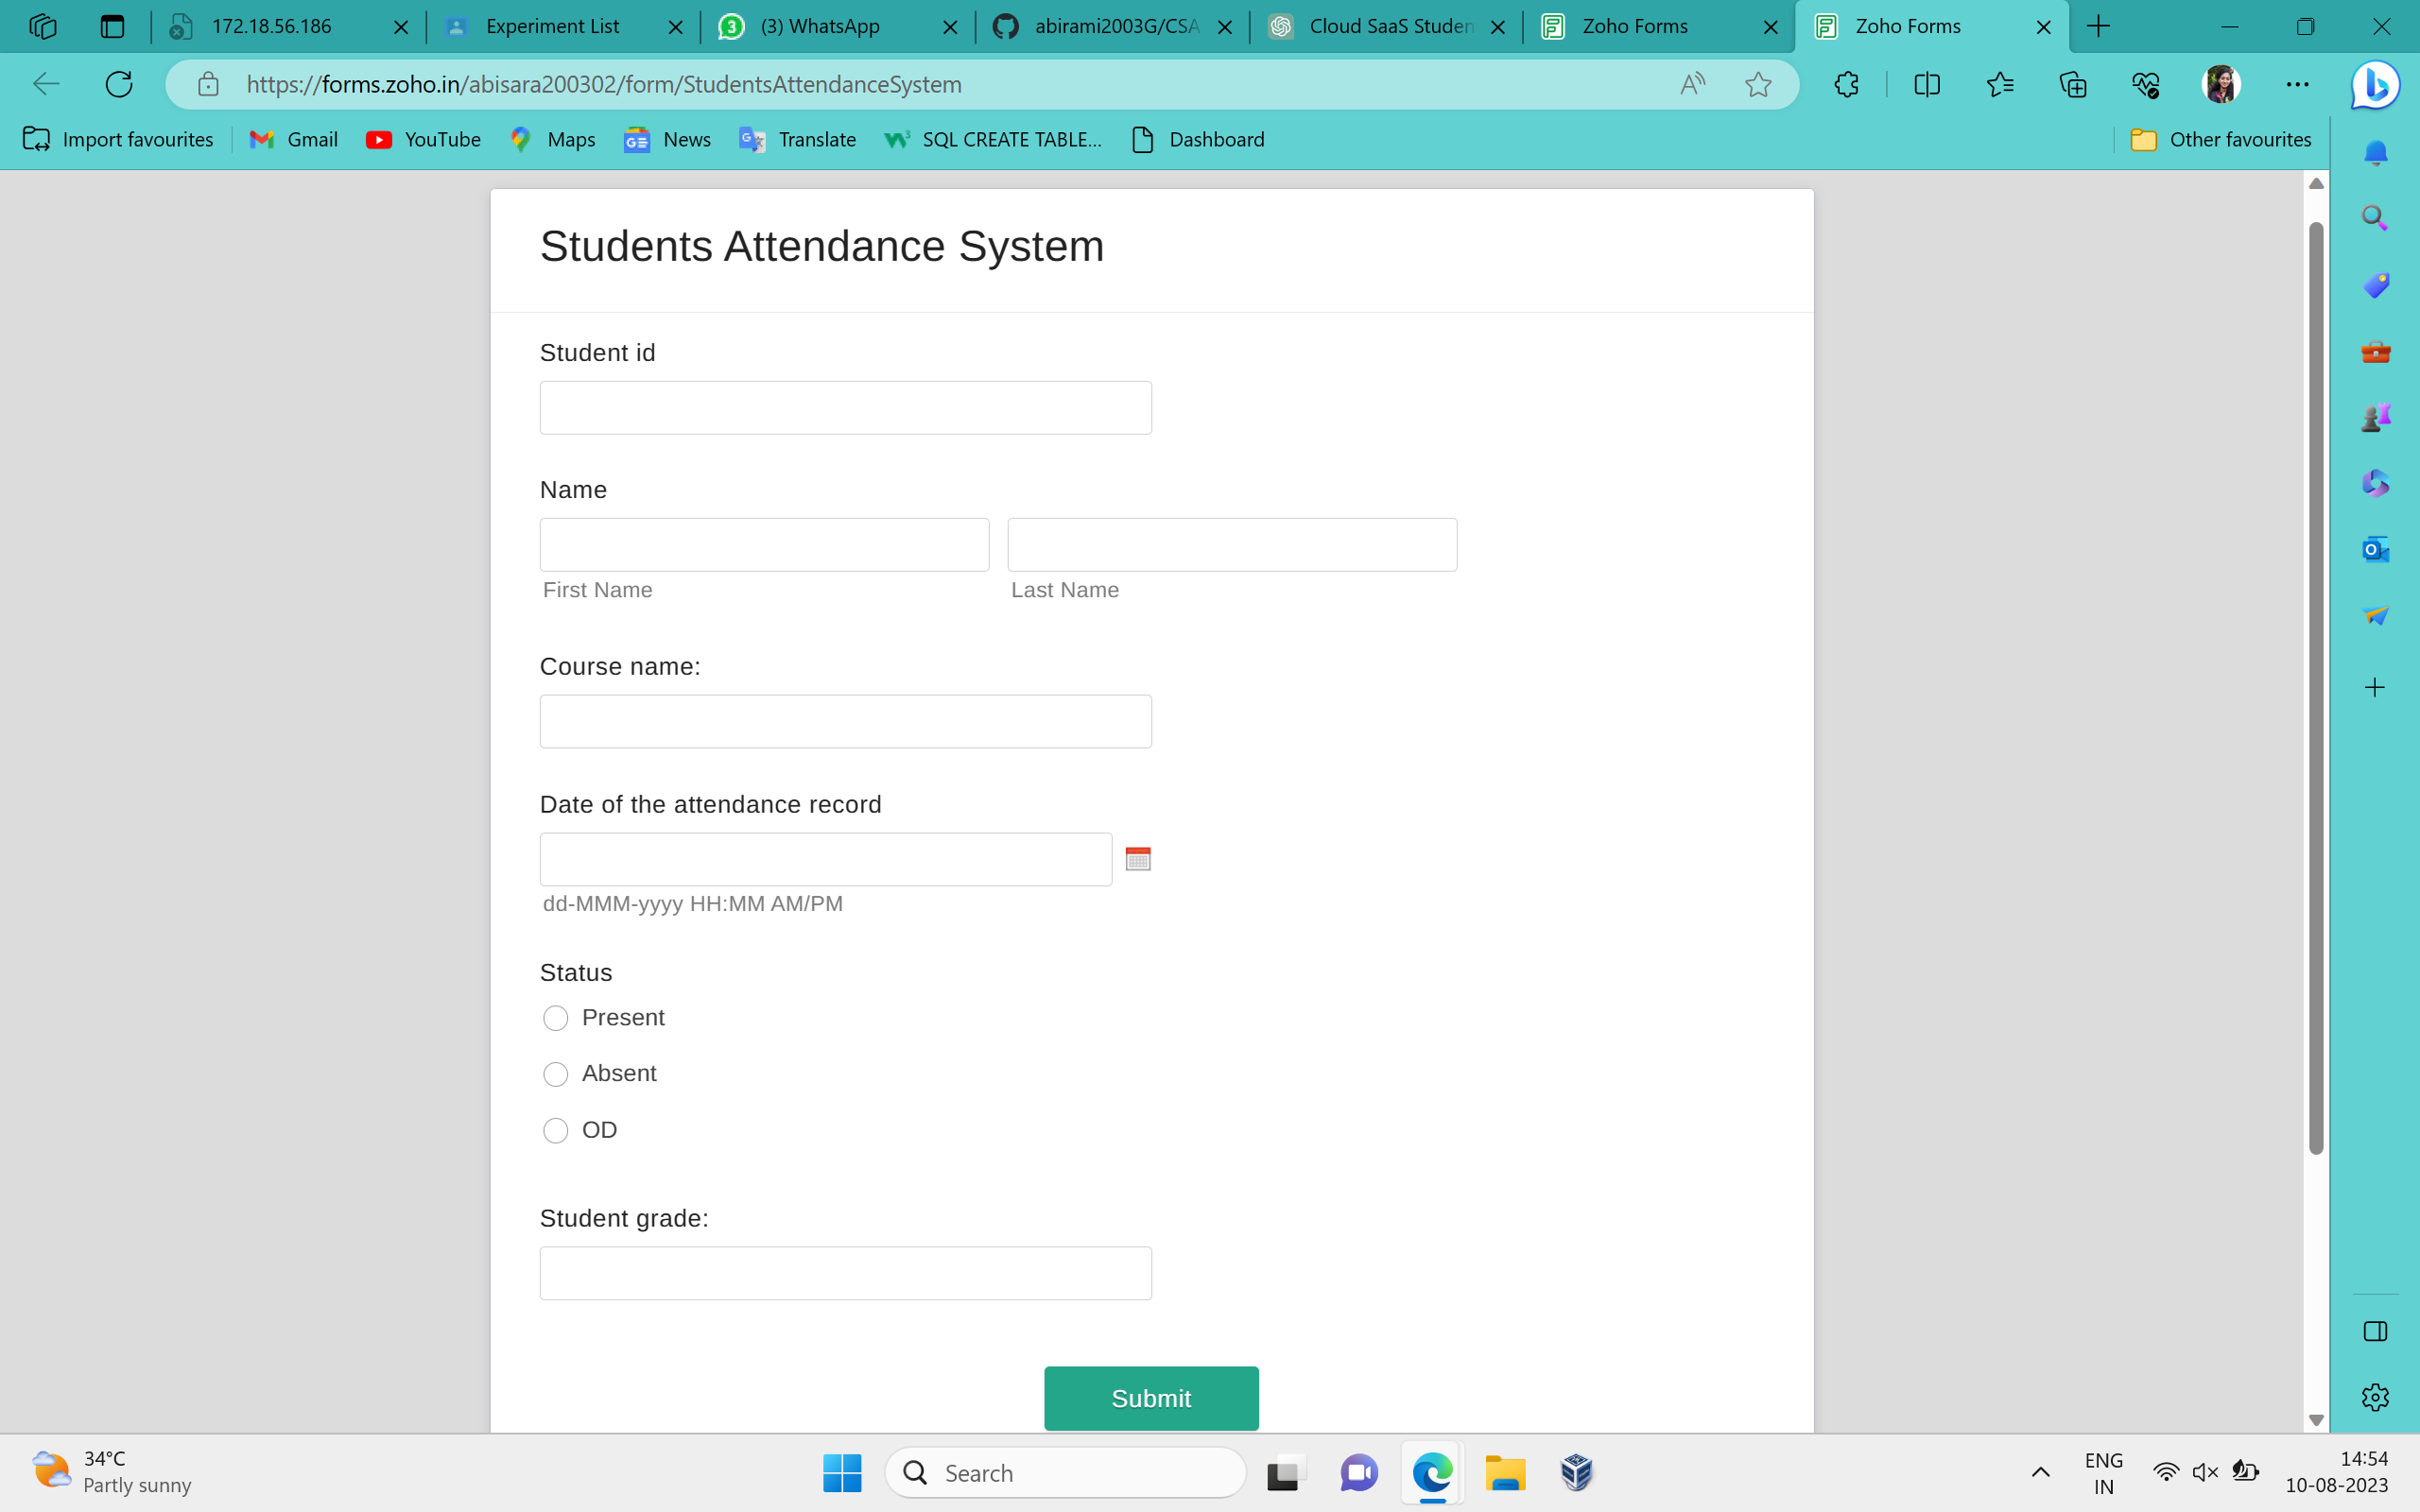 172.18.56.186
Experiment List
(3) WhatsApp
abirami2003G/CSA
Cloud SaaS Studen
Zoho Forms
Zoho Forms
https://forms.zoho.in/abisara200302/form/StudentsAttendanceSystem
Import favourites
Gmail
YouTube
Maps
News
Translate
SQL CREATE TABLE...
Dashboard
Other favourites
Students Attendance System
Student id
Name
First Name
Last Name
Course name:
Date of the attendance record
dd-MMM-yyyy HH:MM AM/PM
Status
Present
Absent
OD
Student grade:
Submit
34°C
Partly sunny
Search
ENG
IN
14:54
10-08-2023